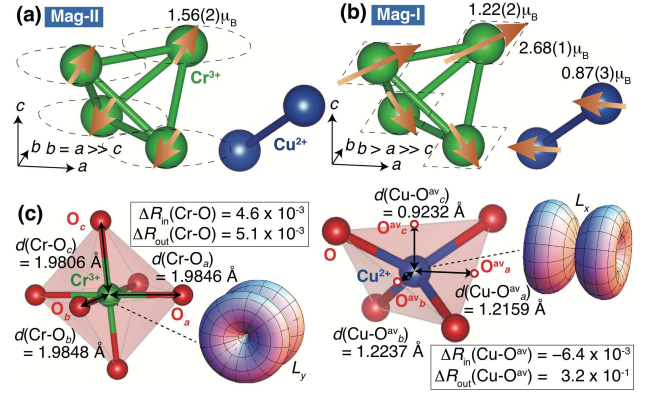 (a) Mag-II
1.56(2)μB
Cr3+
Cu2+
c
b
b = a >> c
a
(b) Mag-I
1.22(2)μB
2.68(1)μB
0.87(3)μB
c
b
b > a >> c
a
(c)
Oc
ΔRin(Cr-O) = 4.6 x 10-3
ΔRout(Cr-O) = 5.1 x 10-3
d(Cr-Oc)
= 1.9806 Å
Cr3+
d(Cr-Oa)
= 1.9846 Å
Ob
Oa
d(Cr-Ob)
= 1.9848 Å
Ly
d(Cu-Oavc)
= 0.9232 Å
Oavc
O
Cu2+
Oava
Oavb
d(Cu-Oava)
= 1.2159 Å
d(Cu-Oavb)
= 1.2237 Å
Lx
ΔRin(Cu-Oav) = −6.4 x 10-3
ΔRout(Cu-Oav) = 3.2 x 10-1